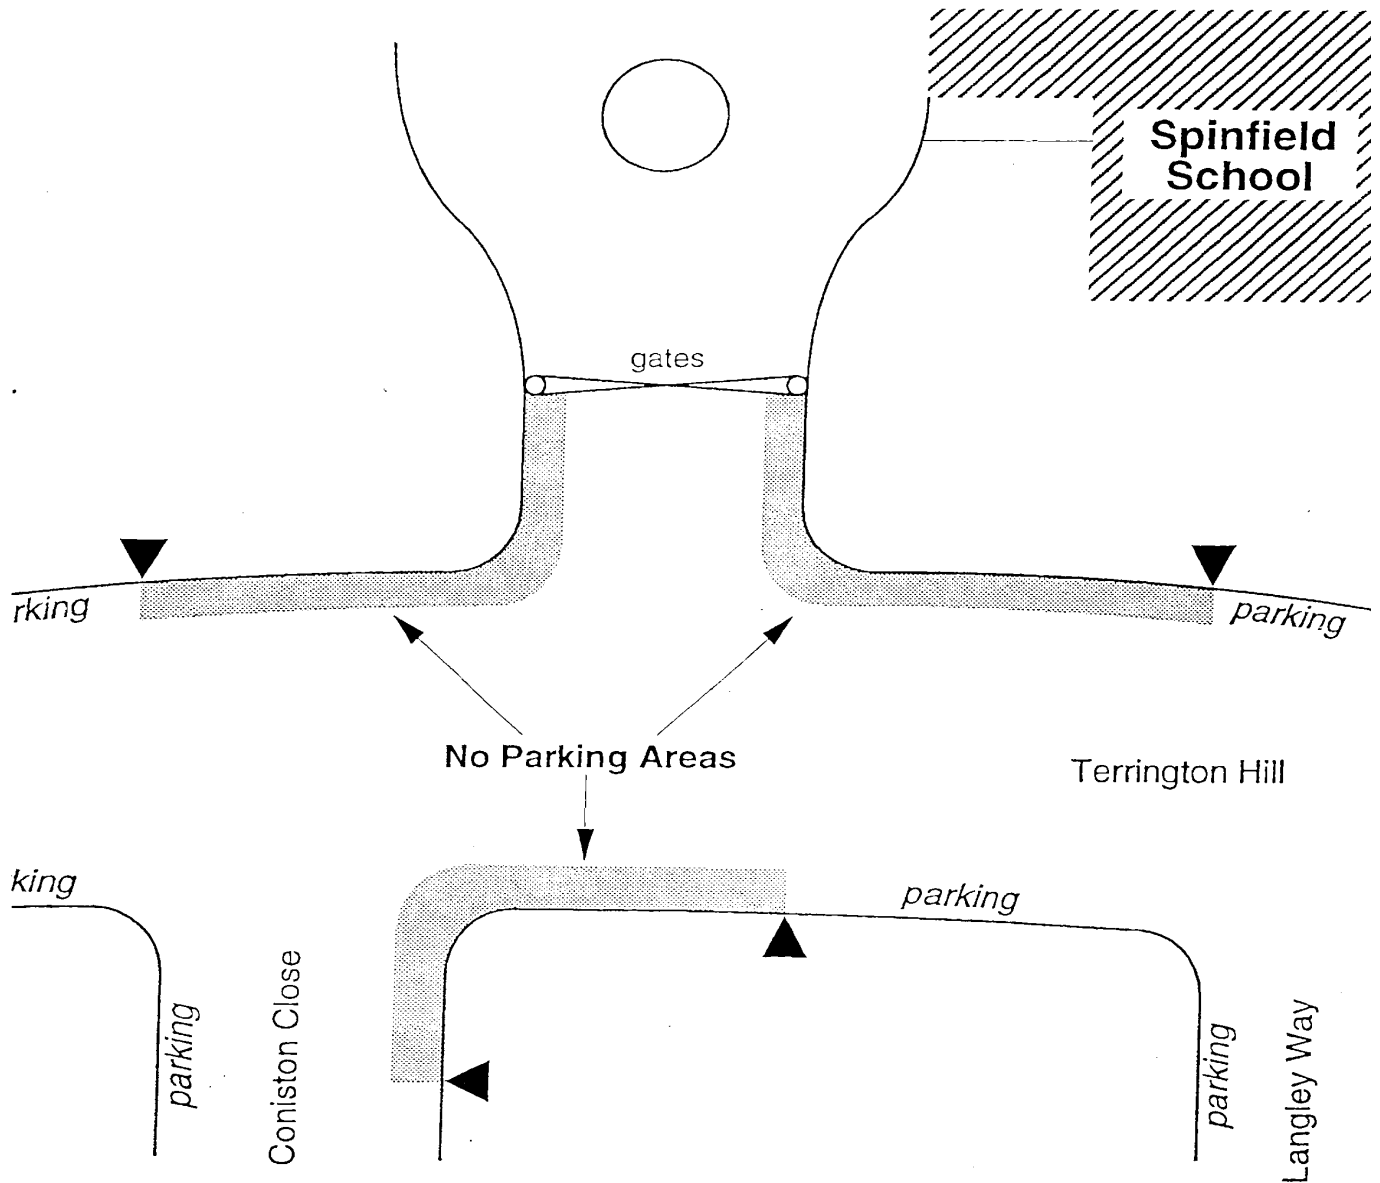 Spinfield
School
gates
rking
parking
No Parking Areas
Terrington Hill
king
parking
parking
Coniston Close
parking
Langley Way